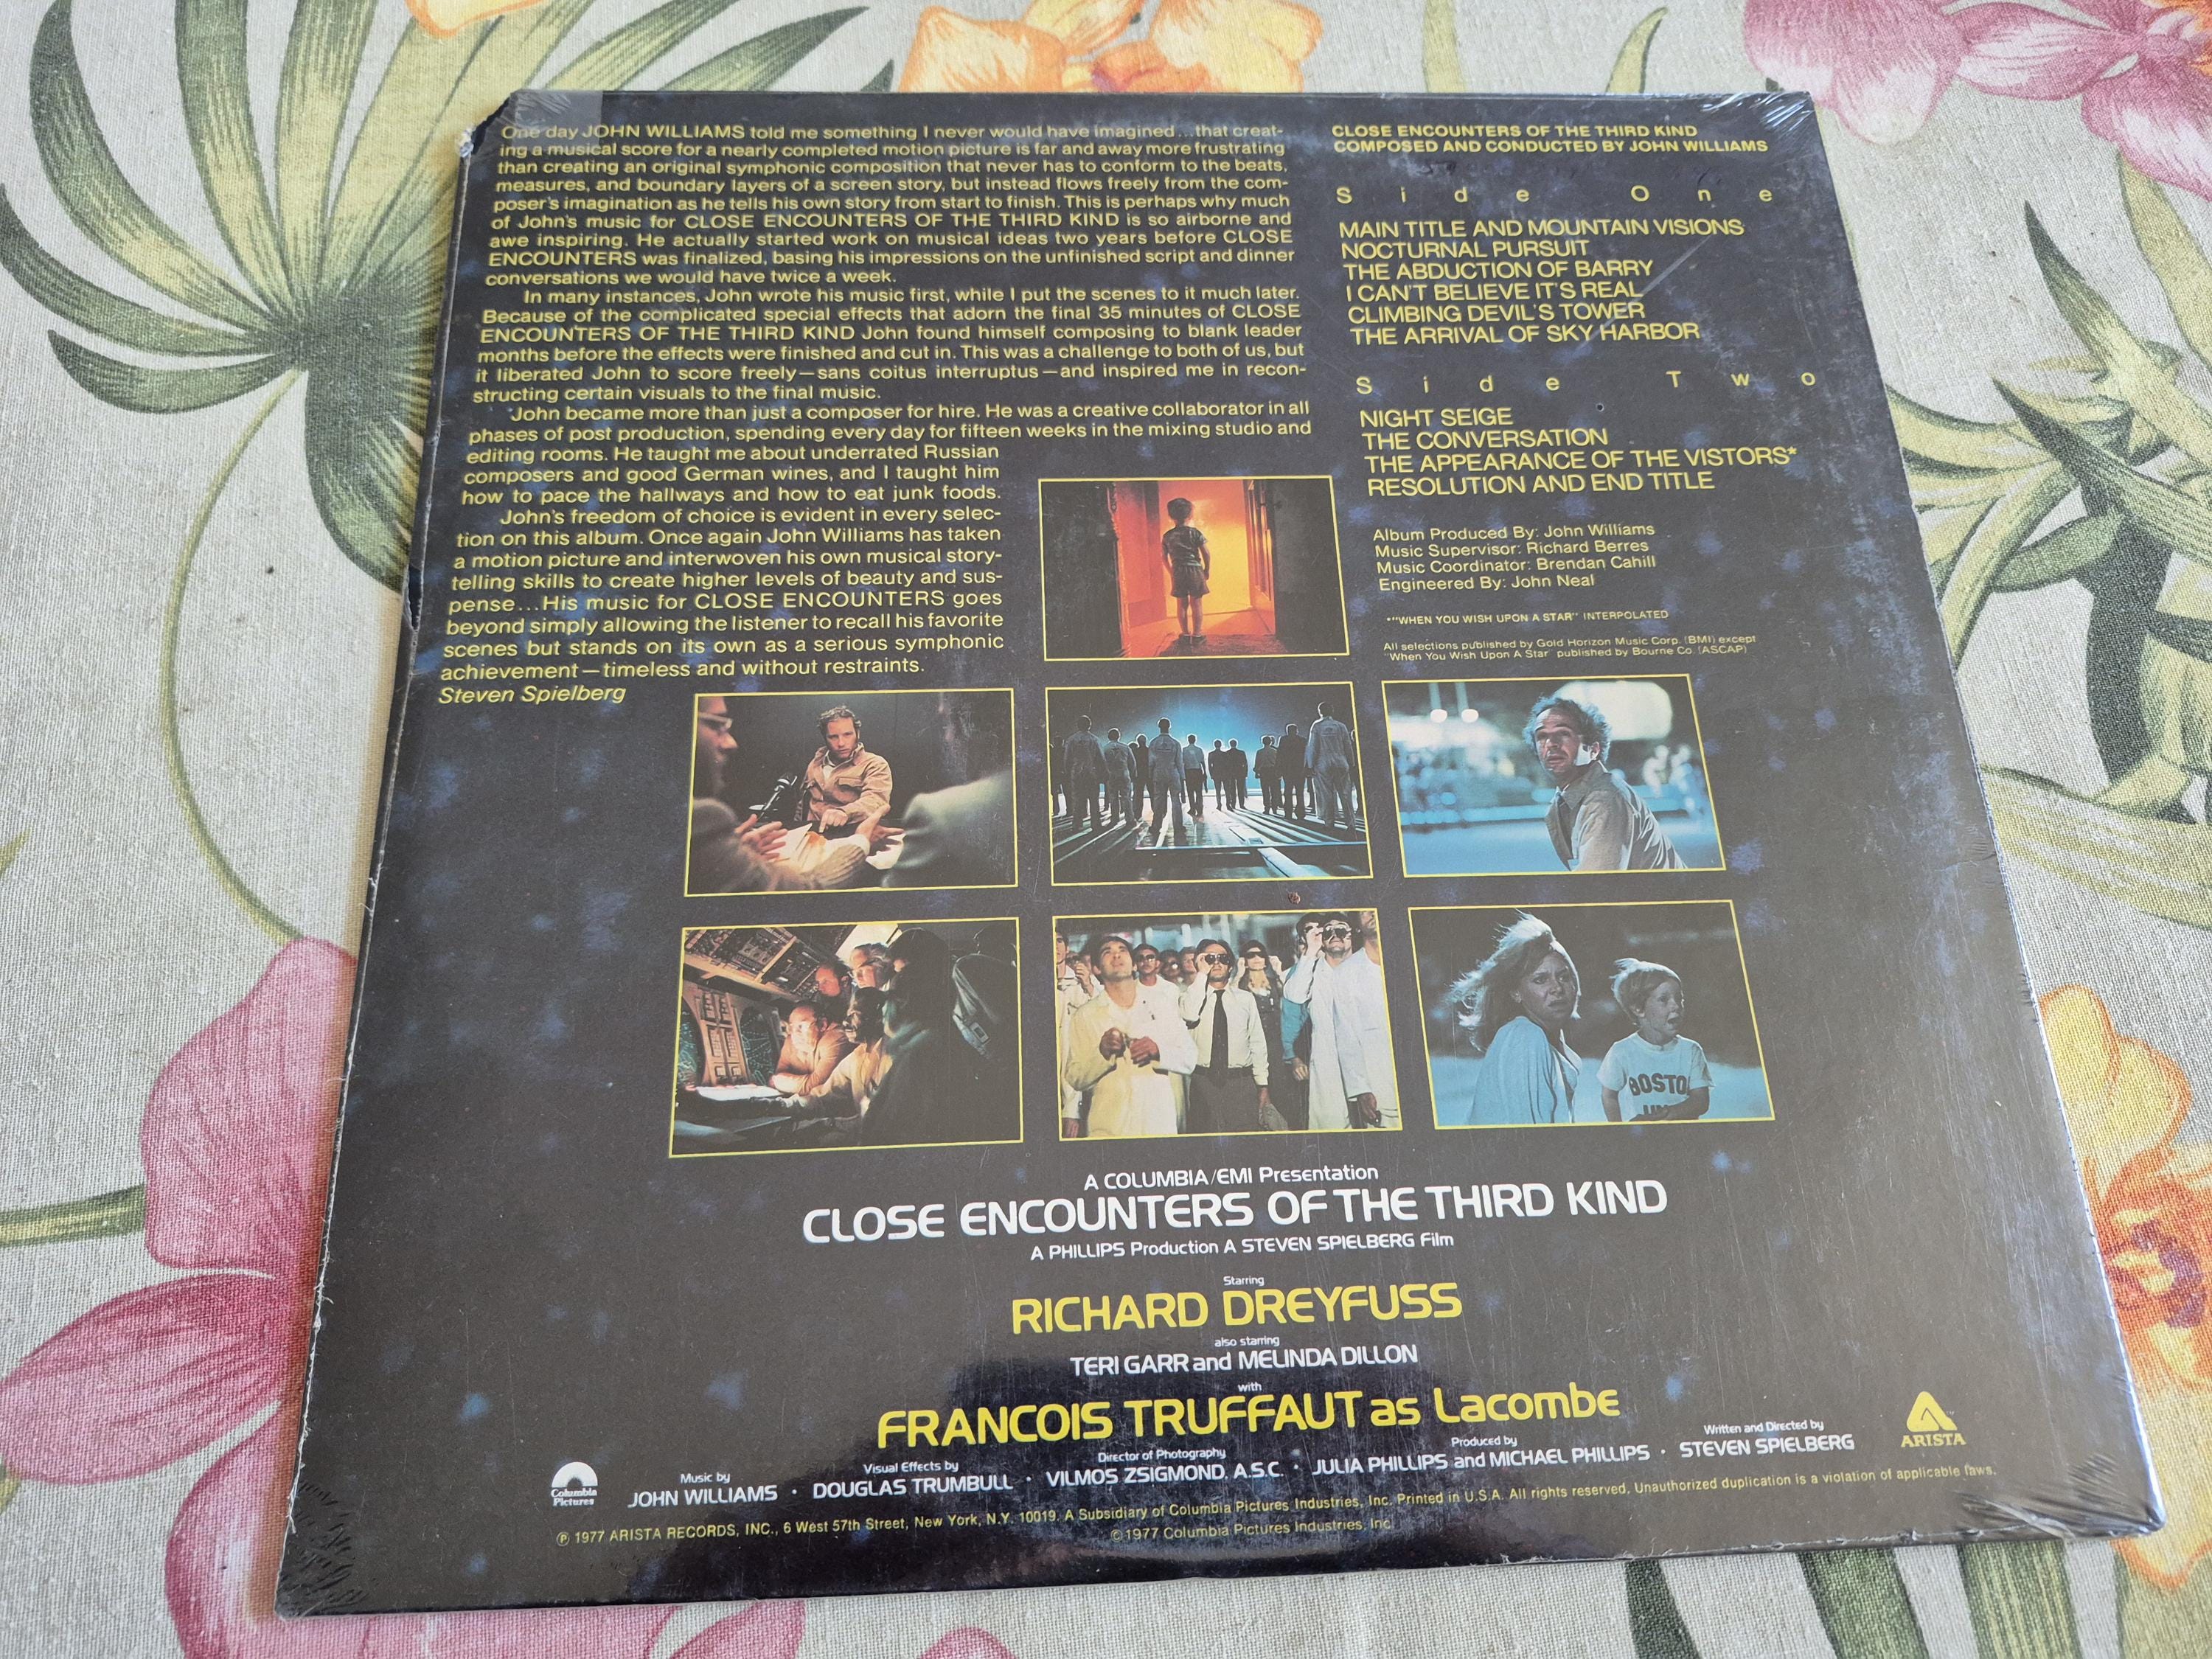 One day JOHN WILLIAMS told me something I never would have imagined...that creat-
ing a musical score for a nearly completed motion picture is far and away more frustrating
than creating an original symphonic composition that never has to conform to the beats,
measures, and boundary layers of a screen story, but instead flows freely from the com-
poser's imagination as he tells his own story from start to finish. This is perhaps why much
of John's music for CLOSE ENCOUNTERS OF THE THIRD KIND is so airborne and
awe inspiring. He actually started work on musical ideas two years before CLOSE
ENCOUNTERS was finalized, basing his impressions on the unfinished script and dinner
conversations we would have twice a week.
In many instances, John wrote his music first, while I put the scenes to it much later.
Because of the complicated special effects that adorn the final 35 minutes of CLOSE
ENCOUNTERS OF THE THIRD KIND John found himself composing to blank leader
months before the effects were finished and cut in. This was a challenge to both of us, but
it liberated John to score freely—sans coitus interruptus—and inspired me in recon-
structing certain visuals to the final music.
John became more than just a composer for hire. He was a creative collaborator in all
phases of post production, spending every day for fifteen weeks in the mixing studio and
editing rooms. He taught me about underrated Russian
composers and good German wines, and I taught him
how to pace the hallways and how to eat junk foods.
John's freedom of choice is evident in every selec-
tion on this album. Once again John Williams has taken
a motion picture and interwoven his own musical story-
telling skills to create higher levels of beauty and sus-
pense...His music for CLOSE ENCOUNTERS goes
beyond simply allowing the listener to recall his favorite
scenes but stands on its own as a serious symphonic
achievement—timeless and without restraints.
Steven Spielberg
CLOSE ENCOUNTERS OF THE THIRD KIND
COMPOSED AND CONDUCTED BY JOHN WILLIAMS
Side One
MAIN TITLE AND MOUNTAIN VISIONS
NOCTURNAL PURSUIT
THE ABDUCTION OF BARRY
I CAN'T BELIEVE IT'S REAL
CLIMBING DEVIL'S TOWER
THE ARRIVAL OF SKY HARBOR
Side Two
NIGHT SEIGE
THE CONVERSATION
THE APPEARANCE OF THE VISTORS*
RESOLUTION AND END TITLE
Album Produced By: John Williams
Music Supervisor: Richard Berres
Music Coordinator: Brendan Cahill
Engineered By: John Neal
*"WHEN YOU WISH UPON A STAR" INTERPOLATED
All selections published by Gold Horizon Music Corp. (BMI) except
"When You Wish Upon A Star" published by Bourne Co. (ASCAP)
BOSTO
A COLUMBIA/EMI Presentation
CLOSE ENCOUNTERS OF THE THIRD KIND
A PHILLIPS Production A STEVEN SPIELBERG Film
Starring
RICHARD DREYFUSS
also starring
TERI GARR and MELINDA DILLON
with
FRANCOIS TRUFFAUT as Lacombe
Columbia
Pictures
Music by
JOHN WILLIAMS •
Visual Effects by
DOUGLAS TRUMBULL •
Director of Photography
VILMOS ZSIGMOND, A.S.C. •
Produced by
JULIA PHILLIPS and MICHAEL PHILLIPS •
Written and Directed by
STEVEN SPIELBERG
ARISTA
℗ 1977 ARISTA RECORDS, INC., 6 West 57th Street, New York, N.Y. 10019. A Subsidiary of Columbia Pictures Industries, Inc. Printed in U.S.A. All rights reserved. Unauthorized duplication is a violation of applicable laws.
© 1977 Columbia Pictures Industries, Inc.